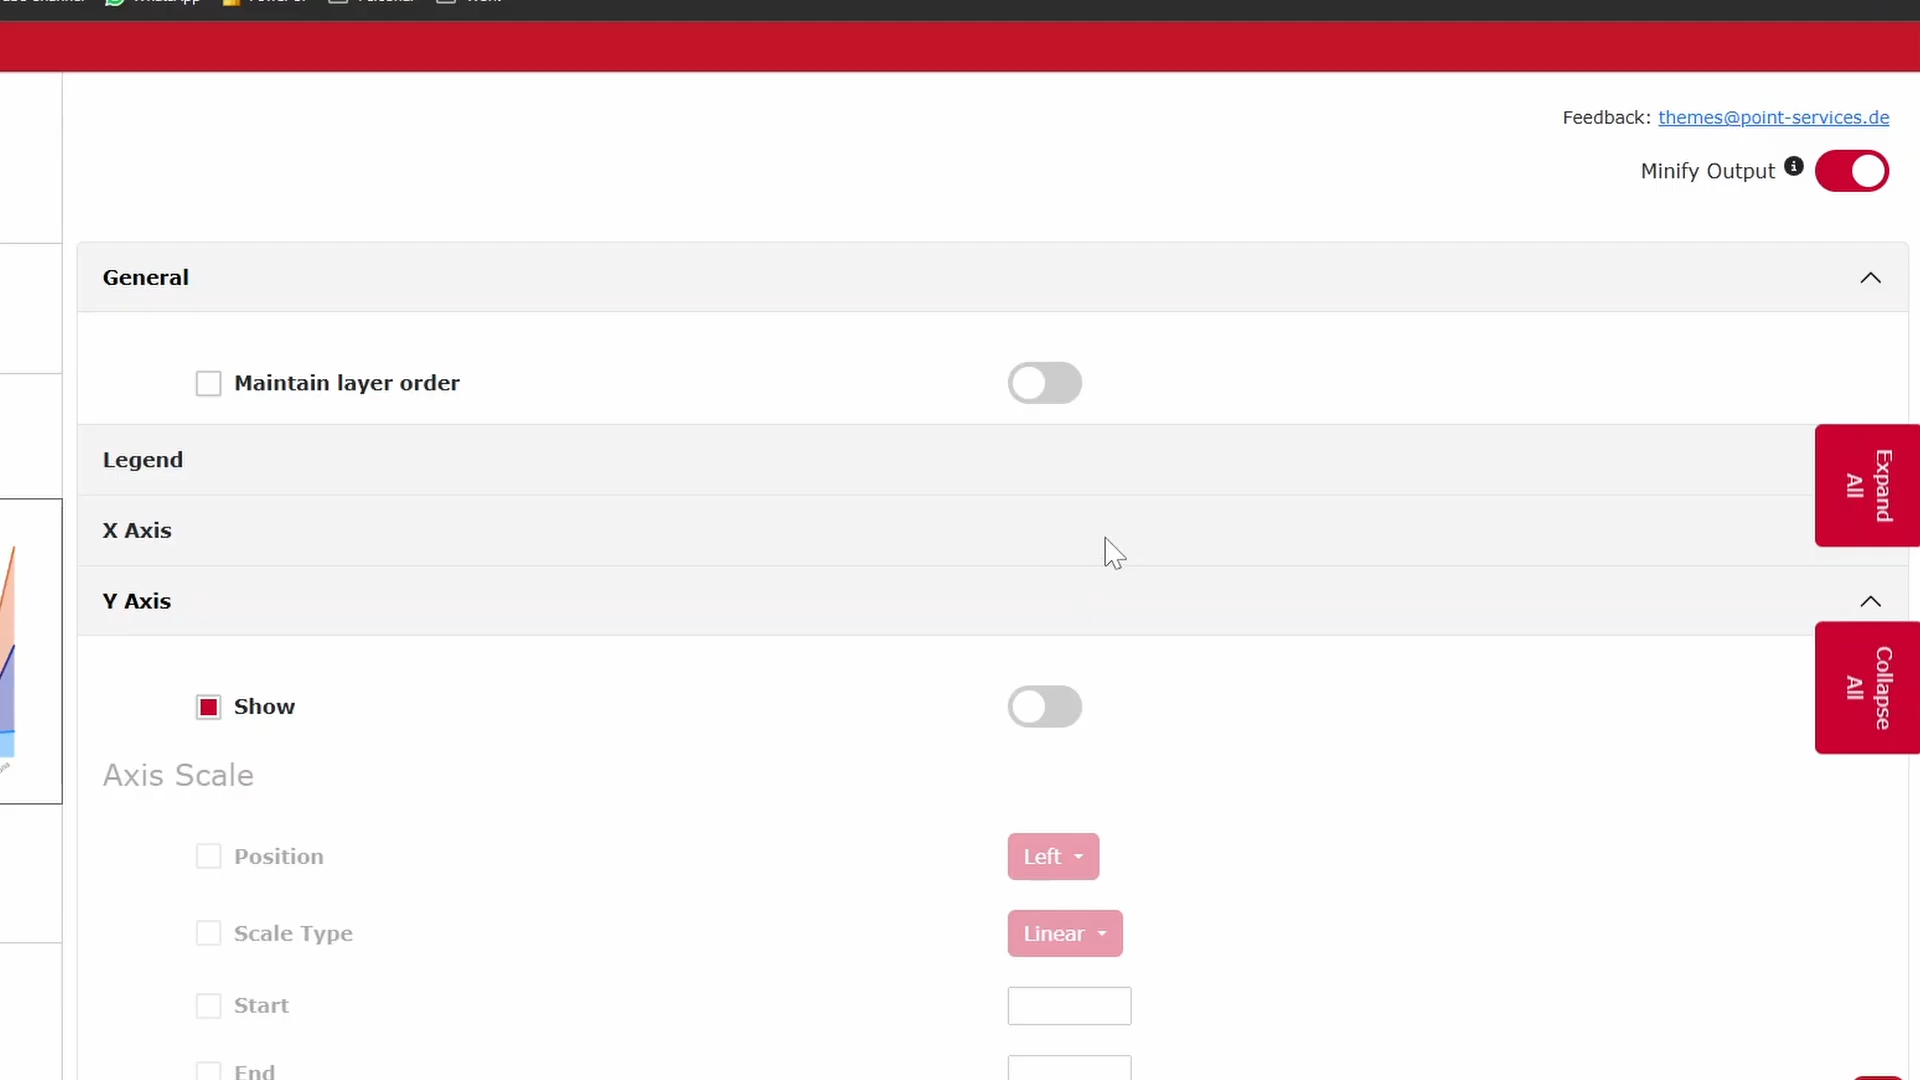 Feedback: themes@point-services.de
Minify Output
General
Maintain layer order
Legend
X Axis
Y Axis
Expand
All
Collapse
All
Show
Axis Scale
Position
Left
Scale Type
Linear
Start
End